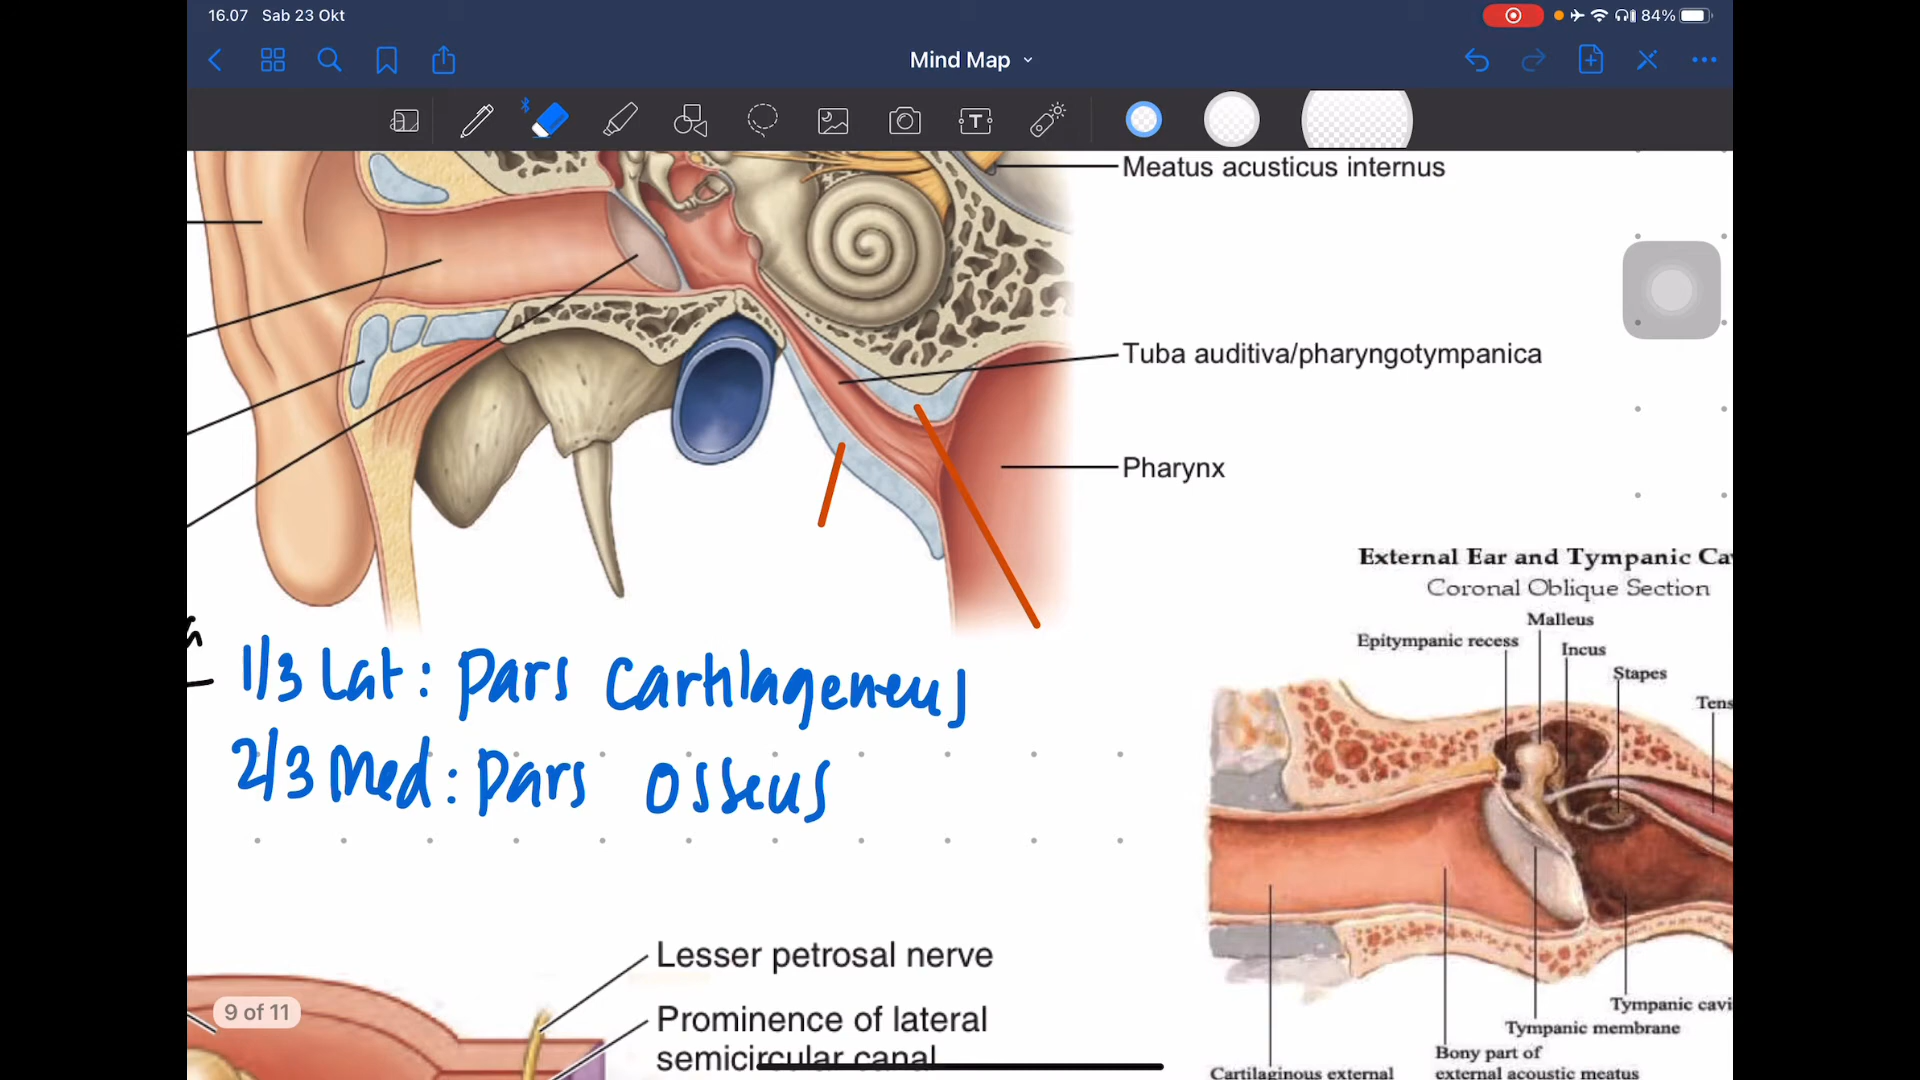 16.07 Sab 23 Okt
84%
Mind Map
T
Meatus acusticus internus
Tuba auditiva/pharyngotympanica
Pharynx
External Ear and Tympanic Ca
Coronal Oblique Section
Malleus
Epitympanic recess
Incus
Stapes
Tens
1/3 Lat : pars cartilageneus
2/3 Med : pars osseus
Lesser petrosal nerve
9 of 11
Prominence of lateral
semicircular canal
Tympanic cavi
Tympanic membrane
Bony part of
external acoustic meatus
Cartilaginous external